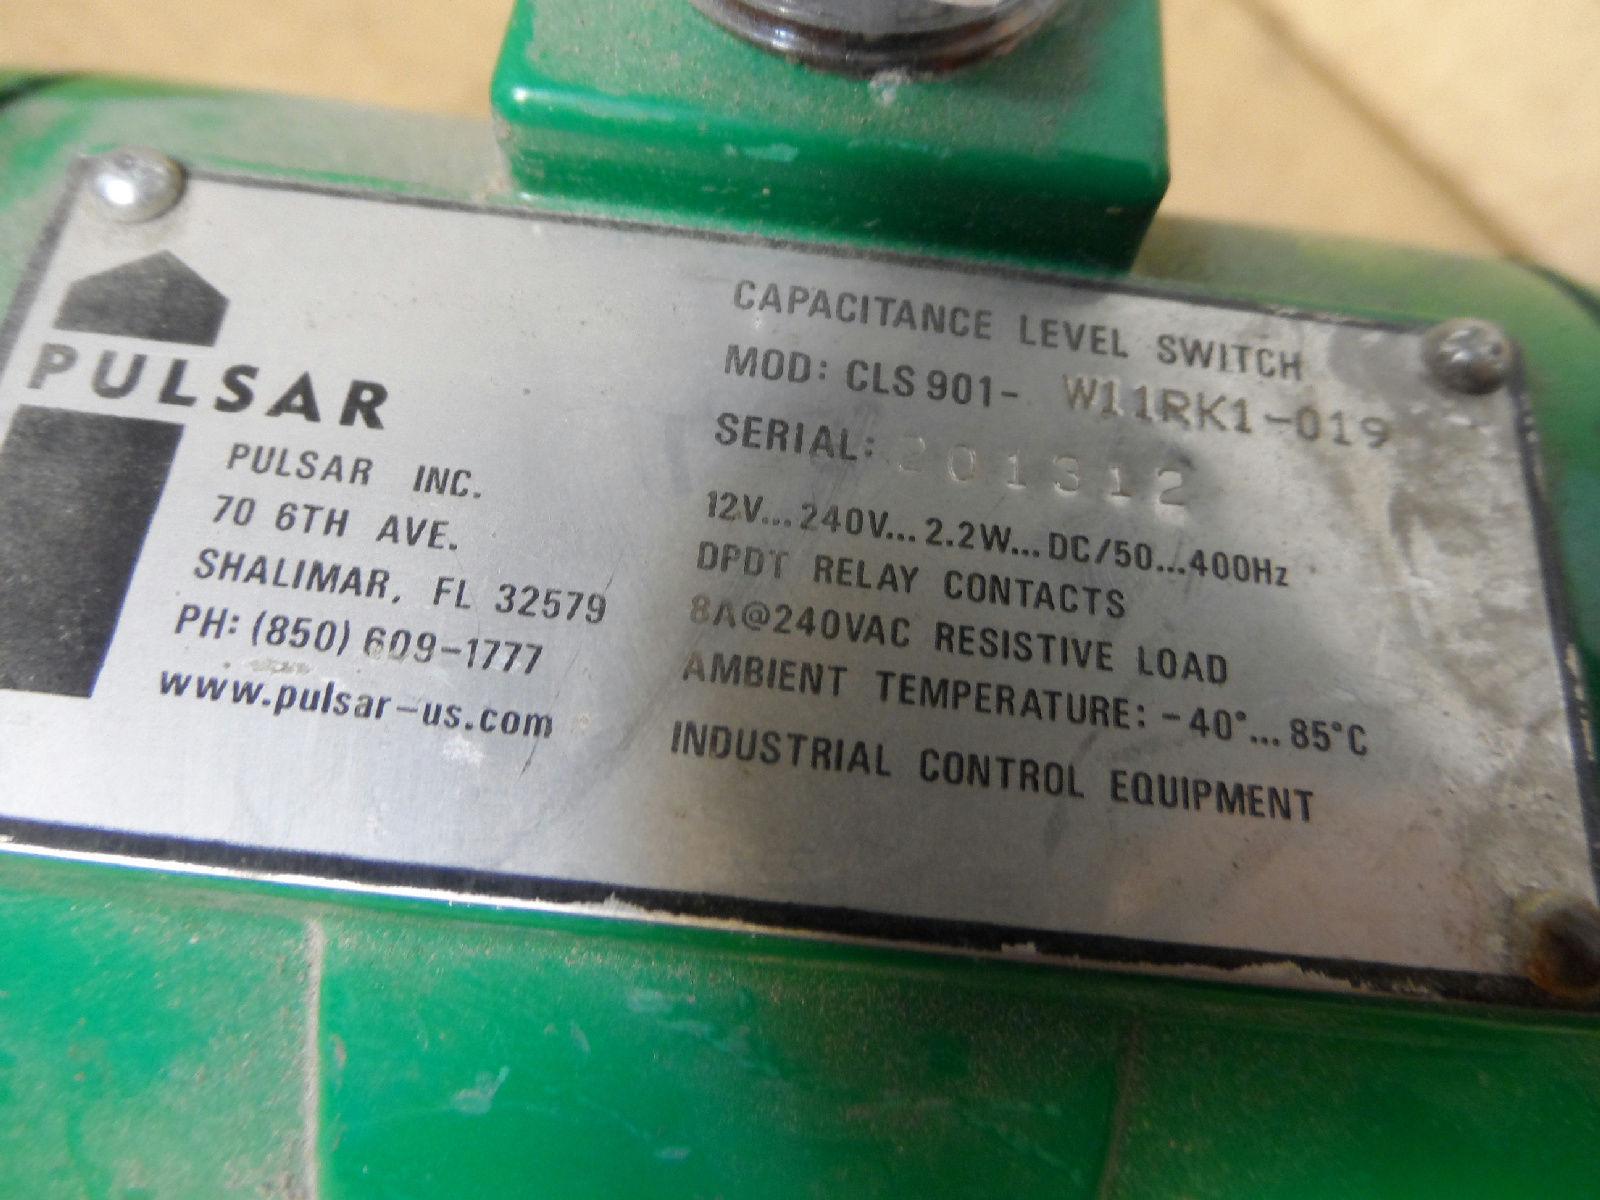 PULSAR
PULSAR INC.
70 6TH AVE.
SHALIMAR, FL 32579
PH: (850) 609-1777
www.pulsar-us.com
CAPACITANCE LEVEL SWITCH
MOD: CLS 901- W11RK1-019
SERIAL: 201312
12V...240V...2.2W...DC/50...400Hz
DPDT RELAY CONTACTS
8A@240VAC RESISTIVE LOAD
AMBIENT TEMPERATURE: -40°...85°C
INDUSTRIAL CONTROL EQUIPMENT